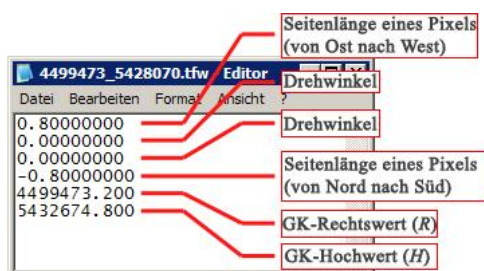 Seitenlänge eines Pixels
(von Ost nach West)
4499473_5428070.tfw Editor
Drehwinkel
Datei Bearbeiten Format Ansicht ?
0.80000000
Drehwinkel
0.00000000
0.00000000
-0.80000000
Seitenlänge eines Pixels
(von Nord nach Süd)
4499473.200
5432674.800
GK-Rechtswert (R)
GK-Hochwert (H)